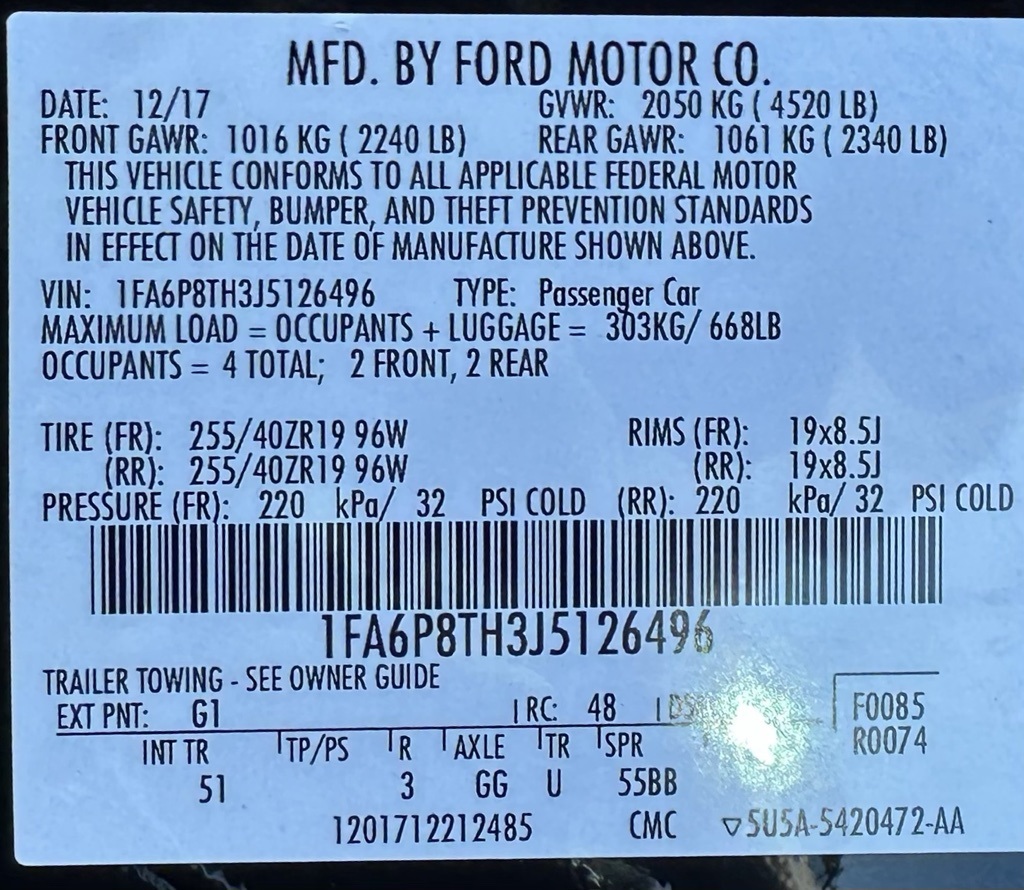 MFD. BY FORD MOTOR CO.
DATE: 12/17 GVWR: 2050 KG ( 4520 LB)
FRONT GAWR: 1016 KG ( 2240 LB) REAR GAWR: 1061 KG ( 2340 LB)
THIS VEHICLE CONFORMS TO ALL APPLICABLE FEDERAL MOTOR
VEHICLE SAFETY, BUMPER, AND THEFT PREVENTION STANDARDS
IN EFFECT ON THE DATE OF MANUFACTURE SHOWN ABOVE.
VIN: 1FA6P8TH3J5126496 TYPE: Passenger Car
MAXIMUM LOAD = OCCUPANTS + LUGGAGE = 303KG/ 668LB
OCCUPANTS = 4 TOTAL; 2 FRONT, 2 REAR
TIRE (FR): 255/40ZR19 96W RIMS (FR): 19x8.5J
(RR): 255/40ZR19 96W (RR): 19x8.5J
PRESSURE (FR): 220 kPa/ 32 PSI COLD (RR): 220 kPa/ 32 PSI COLD
1FA6P8TH3J5126496
TRAILER TOWING - SEE OWNER GUIDE
EXT PNT: G1 RC: 48 F0085
INT TR TP/PS R AXLE TR SPR R0074
51 3 GG U 55BB
1201712212485 CMC ▽5U5A-5420472-AA